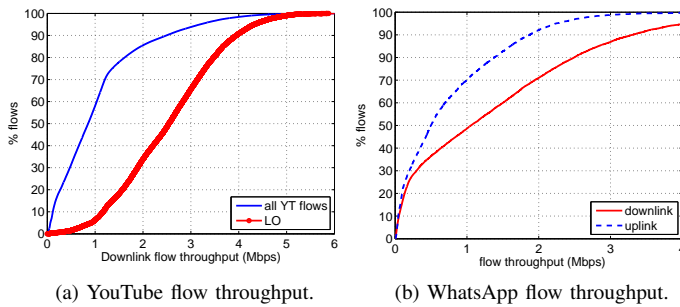 100
90
80
70
60
50
40
30
20
10
0
% flows
0 1 2 3 4 5 6
Downlink flow throughput (Mbps)
all YT flows
LO
(a) YouTube flow throughput.
100
90
80
70
60
50
40
30
20
10
0
% flows
0 1 2 3 4
flow throughput (Mbps)
downlink
uplink
(b) WhatsApp flow throughput.